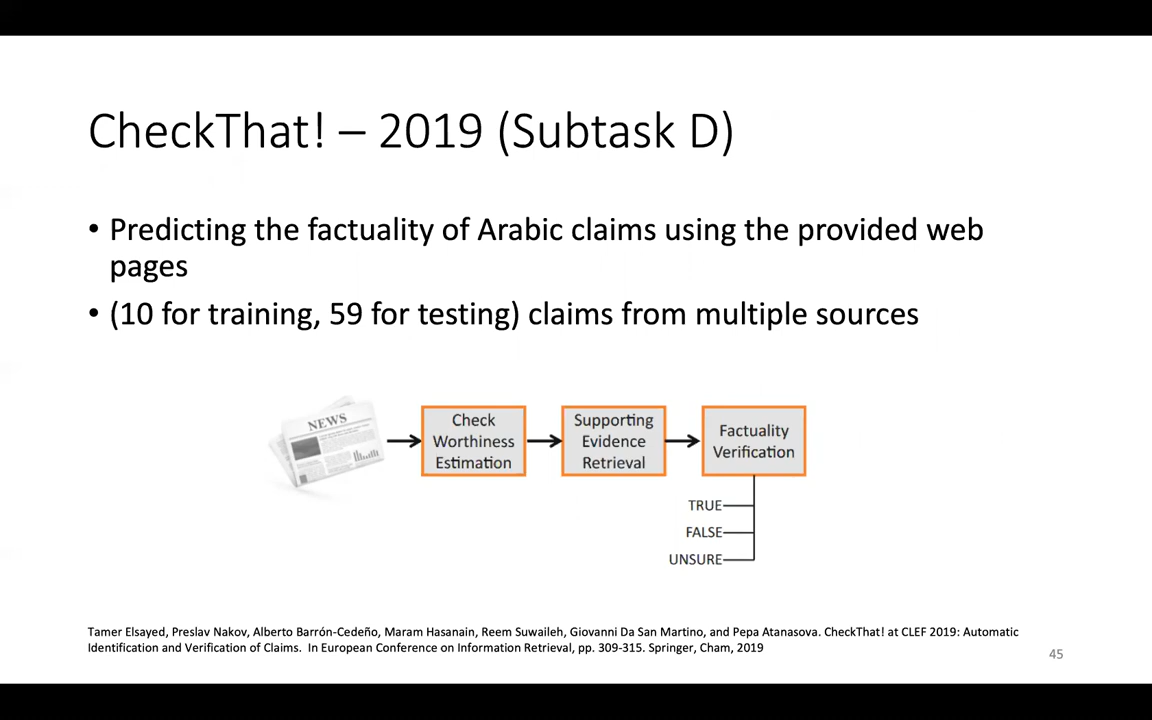 CheckThat! – 2019 (Subtask D)
• Predicting the factuality of Arabic claims using the provided web
pages
• (10 for training, 59 for testing) claims from multiple sources
NEWS
Check
Worthiness
Estimation
Supporting
Evidence
Retrieval
Factuality
Verification
TRUE
FALSE
UNSURE
Tamer Elsayed, Preslav Nakov, Alberto Barrón-Cedeño, Maram Hasanain, Reem Suwaileh, Giovanni Da San Martino, and Pepa Atanasova. CheckThat! at CLEF 2019: Automatic
Identification and Verification of Claims. In European Conference on Information Retrieval, pp. 309-315. Springer, Cham, 2019
45